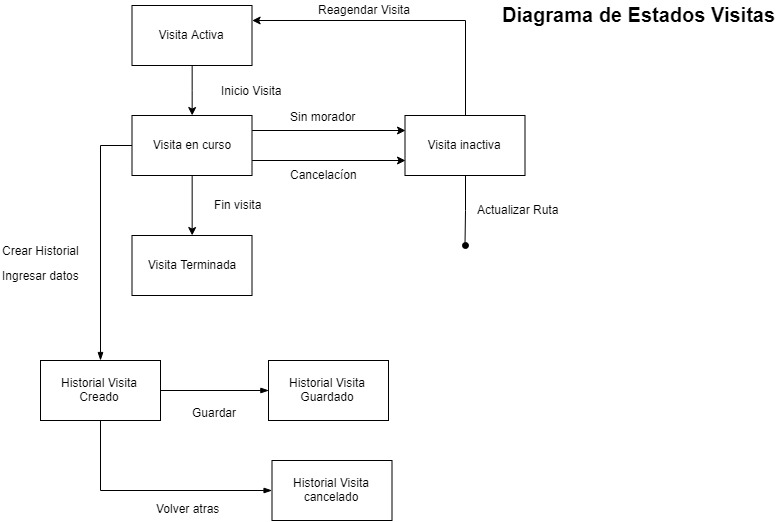 Reagendar Visita
Diagrama de Estados Visitas
Visita Activa
Inicio Visita
Sin morador
Visita en curso
Visita inactiva
Cancelacíon
Fin visita
Actualizar Ruta
Crear Historial
Ingresar datos
Visita Terminada
Historial Visita
Creado
Guardar
Historial Visita
Guardado
Volver atras
Historial Visita
cancelado